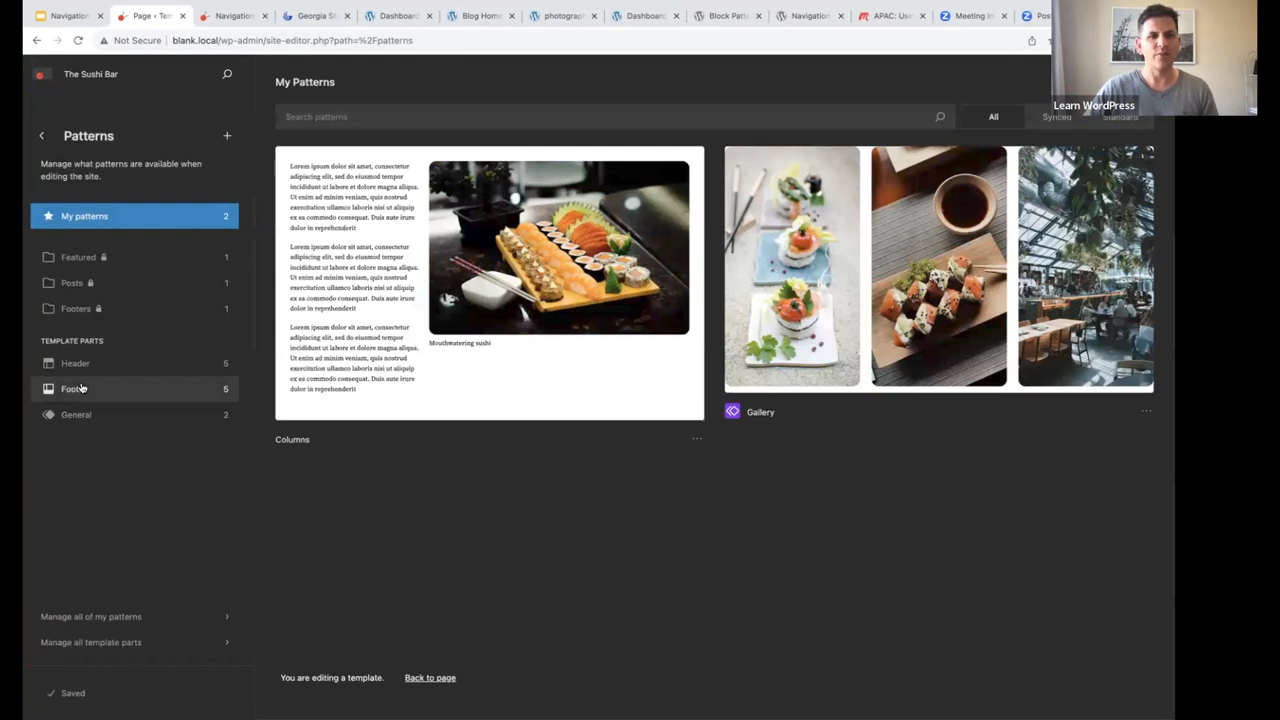 Navigation
Page ‹ Tem
Navigation
Georgia St
Dashboard
Blog Home
photograp
Dashboard
Block Patt
Navigation
APAC: Usin
Meeting In
Pos
Not Secure
blank.local/wp-admin/site-editor.php?path=%2Fpatterns
Learn WordPress
The Sushi Bar
Patterns
Manage what patterns are available when
editing the site.
My patterns 2
Featured 1
Posts 1
Footers 1
TEMPLATE PARTS
Header 5
Footer 5
General 2
Manage all of my patterns
Manage all template parts
Saved
My Patterns
Search patterns
All Synced Standard
Lorem ipsum dolor sit amet, consectetur
adipiscing elit, sed do eiusmod tempor
incididunt ut labore et dolore magna aliqua.
Ut enim ad minim veniam, quis nostrud
exercitation ullamco laboris nisi ut aliquip
ex ea commodo consequat. Duis aute irure
dolor in reprehenderit
Lorem ipsum dolor sit amet, consectetur
adipiscing elit, sed do eiusmod tempor
incididunt ut labore et dolore magna aliqua.
Ut enim ad minim veniam, quis nostrud
exercitation ullamco laboris nisi ut aliquip
ex ea commodo consequat. Duis aute irure
dolor in reprehenderit
Lorem ipsum dolor sit amet, consectetur
adipiscing elit, sed do eiusmod tempor
incididunt ut labore et dolore magna aliqua.
Ut enim ad minim veniam, quis nostrud
exercitation ullamco laboris nisi ut aliquip
ex ea commodo consequat. Duis aute irure
dolor in reprehenderit
Mouthwatering sushi
Columns
Gallery
You are editing a template. Back to page